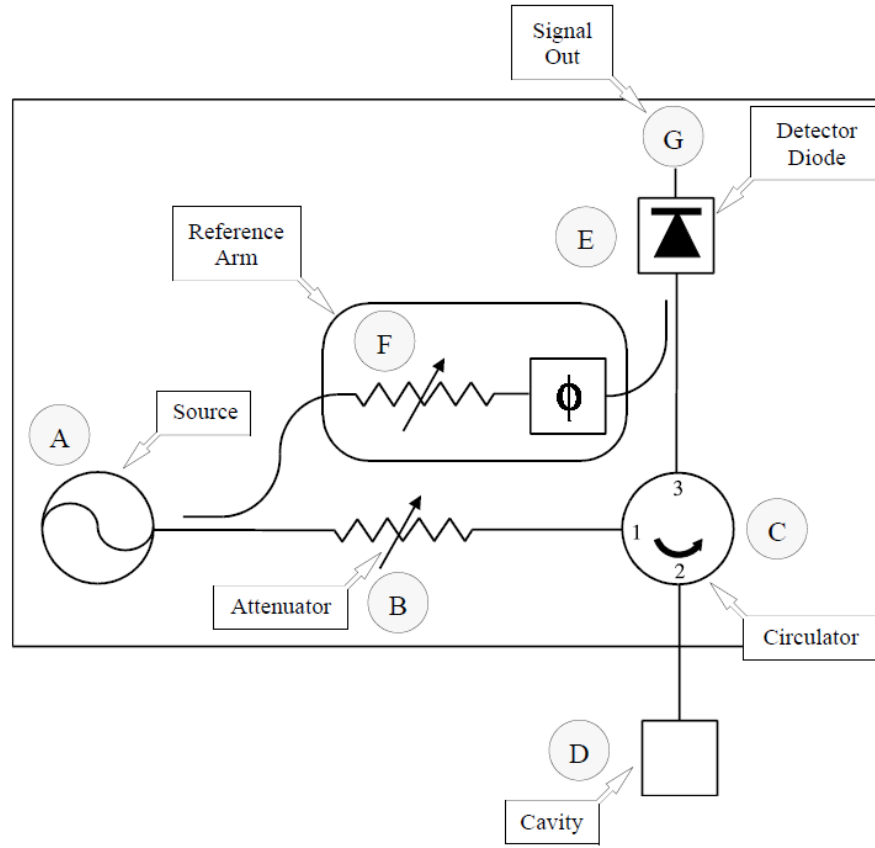 Signal
Out
G
Detector
Diode
E
Reference
Arm
F
ϕ
Source
A
3
1
2
C
Attenuator
B
Circulator
D
Cavity